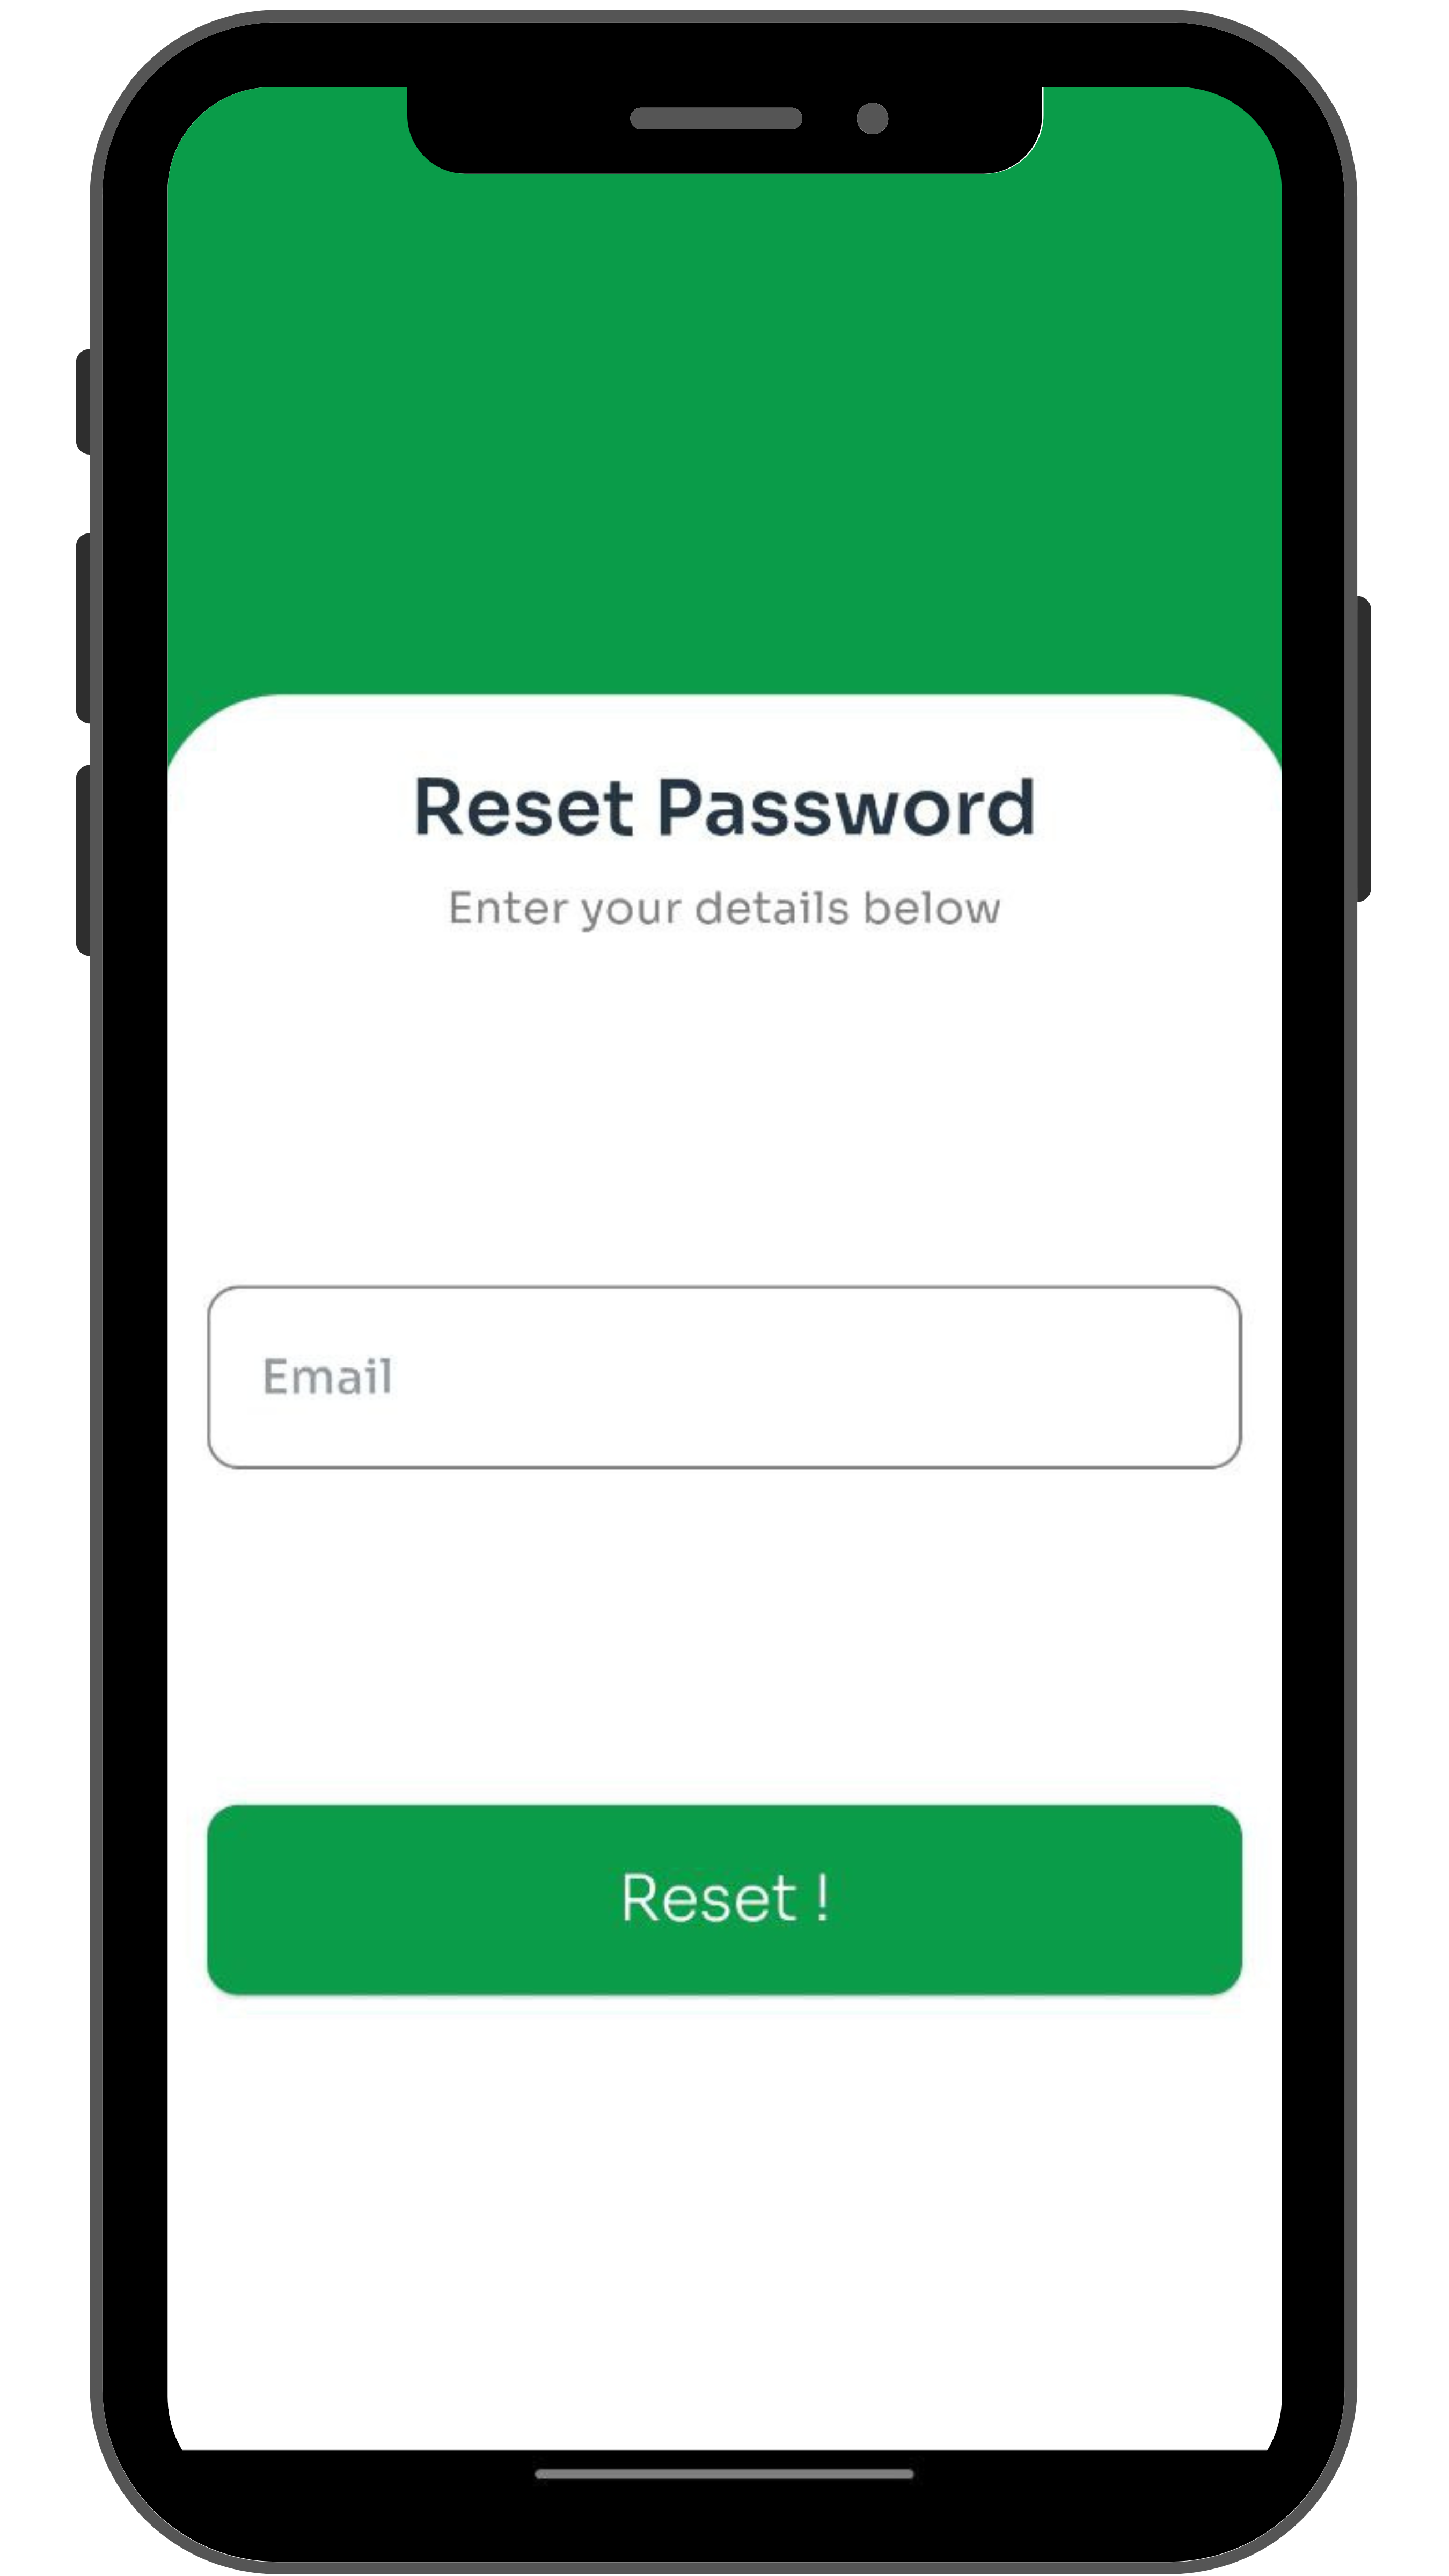 Reset Password
Enter your details below
Email
Reset !